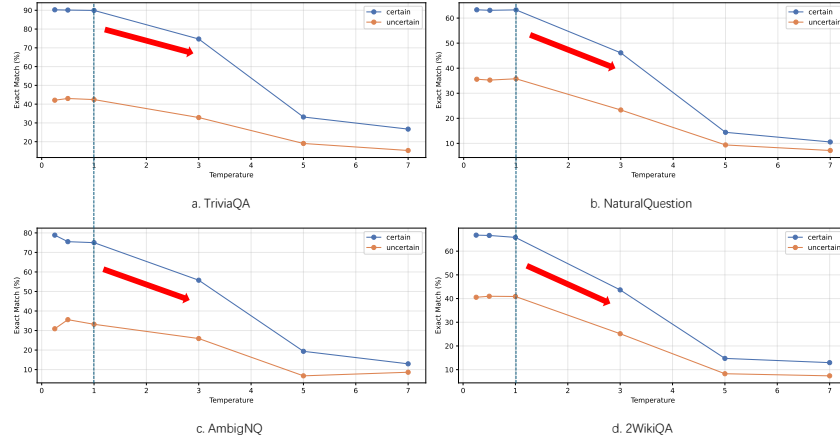 90
80
70
60
50
40
30
20
Exact Match (%)
certain
uncertain
0 1 2 3 4 5 6 7
Temperature
a. TriviaQA
60
50
40
30
20
10
Exact Match (%)
certain
uncertain
0 1 2 3 4 5 6 7
Temperature
b. NaturalQuestion
80
70
60
50
40
30
20
10
Exact Match (%)
certain
uncertain
0 1 2 3 4 5 6 7
Temperature
c. AmbigNQ
60
50
40
30
20
10
Exact Match (%)
certain
uncertain
0 1 2 3 4 5 6 7
Temperature
d. 2WikiQA